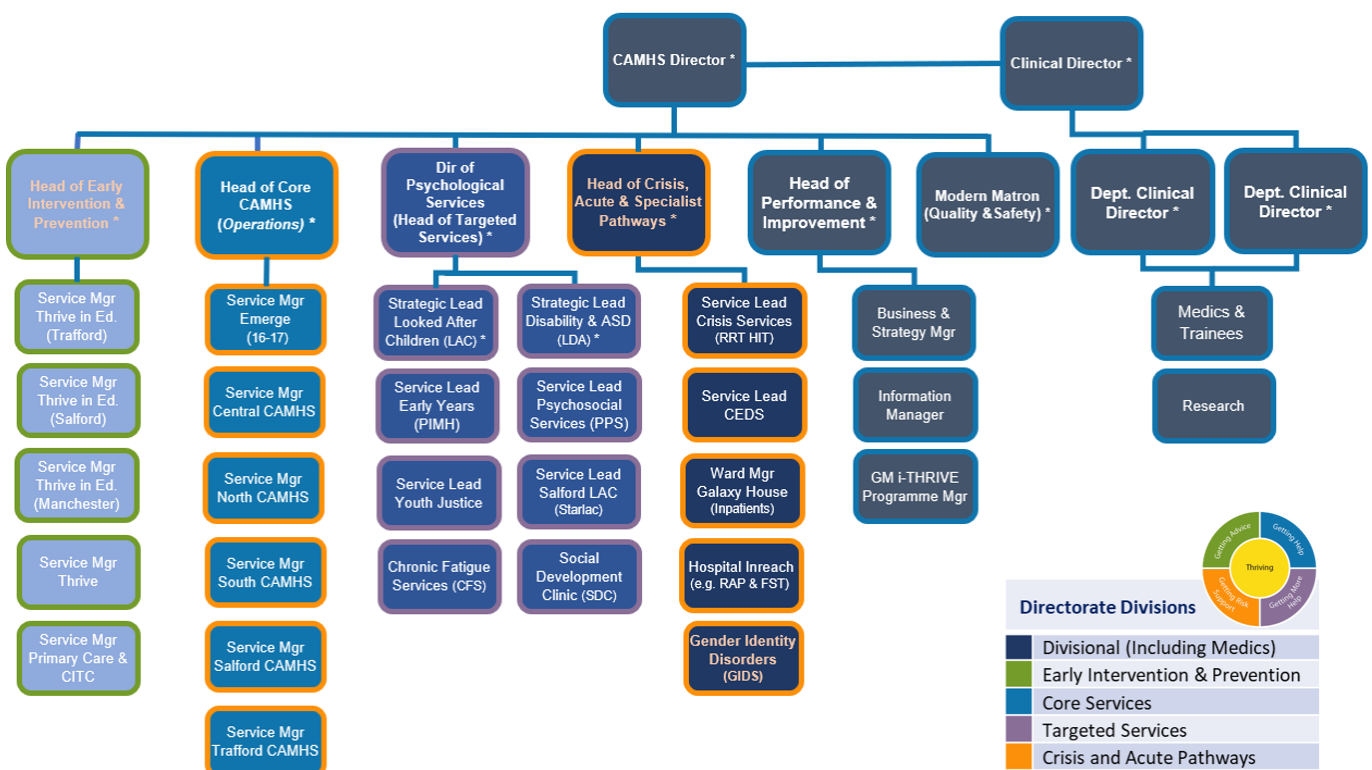 CAMHS Director *
Clinical Director *
Head of Early
Intervention &
Prevention *
Head of Core
CAMHS
(Operations) *
Dir of
Psychological
Services
(Head of Targeted
Services) *
Head of Crisis,
Acute & Specialist
Pathways *
Head of
Performance &
Improvement *
Modern Matron
(Quality & Safety) *
Dept. Clinical
Director *
Dept. Clinical
Director *
Service Mgr
Thrive in Ed.
(Trafford)
Service Mgr
Thrive in Ed.
(Salford)
Service Mgr
Thrive in Ed.
(Manchester)
Service Mgr
Thrive
Service Mgr
Primary Care &
CITC
Service Mgr
Emerge
(16-17)
Service Mgr
Central CAMHS
Service Mgr
North CAMHS
Service Mgr
South CAMHS
Service Mgr
Salford CAMHS
Service Mgr
Trafford CAMHS
Strategic Lead
Looked After
Children (LAC) *
Service Lead
Early Years
(PIMH)
Service Lead
Youth Justice
Chronic Fatigue
Services (CFS)
Strategic Lead
Disability & ASD
(LDA) *
Service Lead
Psychosocial
Services (PPS)
Service Lead
Salford LAC
(Starlac)
Social
Development
Clinic (SDC)
Service Lead
Crisis Services
(RRT HIT)
Service Lead
CEDS
Ward Mgr
Galaxy House
(Inpatients)
Hospital Inreach
(e.g. RAP & FST)
Gender Identity
Disorders
(GIDS)
Business &
Strategy Mgr
Information
Manager
GM i-THRIVE
Programme Mgr
Medics &
Trainees
Research
Getting Advice
Getting Help
Thriving
Getting Risk
Support
Getting More
Help
Directorate Divisions
Divisional (Including Medics)
Early Intervention & Prevention
Core Services
Targeted Services
Crisis and Acute Pathways